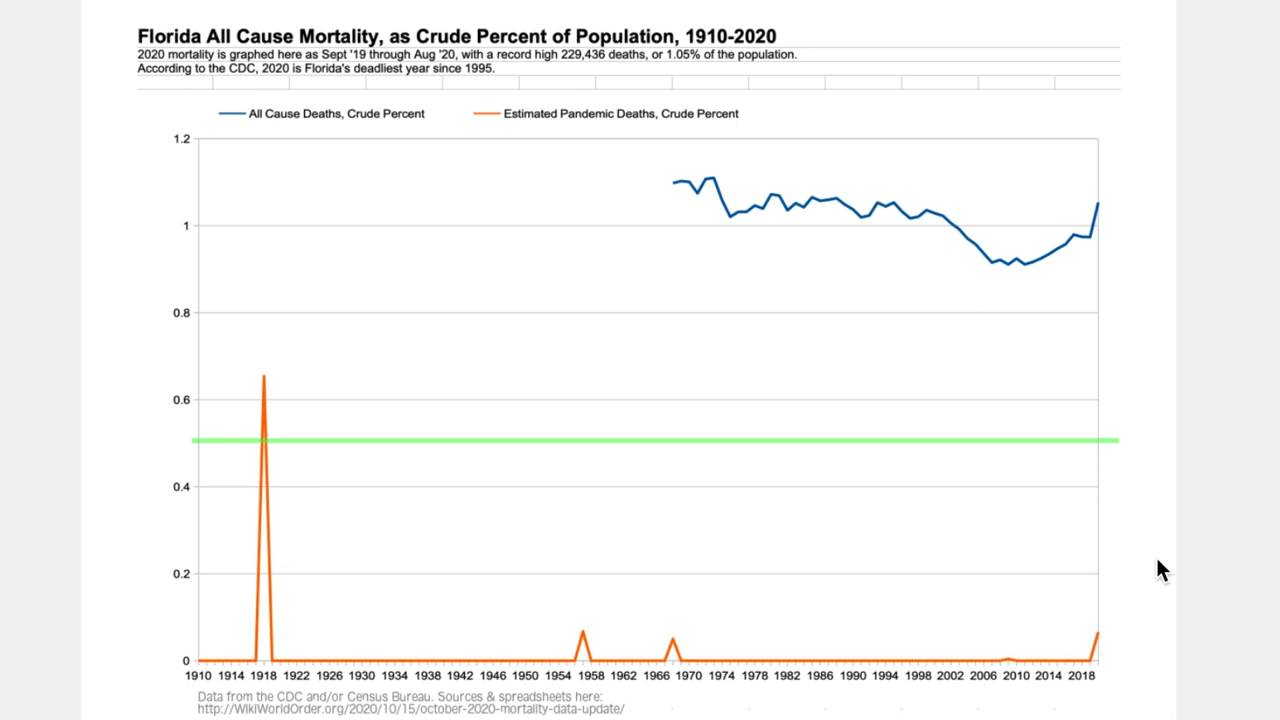 Florida All Cause Mortality, as Crude Percent of Population, 1910-2020
2020 mortality is graphed here as Sept '19 through Aug '20, with a record high 229,436 deaths, or 1.05% of the population.
According to the CDC, 2020 is Florida's deadliest year since 1995.
All Cause Deaths, Crude Percent Estimated Pandemic Deaths, Crude Percent
1.2
1
0.8
0.6
0.4
0.2
0
1910 1914 1918 1922 1926 1930 1934 1938 1942 1946 1950 1954 1958 1962 1966 1970 1974 1978 1982 1986 1990 1994 1998 2002 2006 2010 2014 2018
Data from the CDC and/or Census Bureau. Sources & spreadsheets here:
http://WikiWorldOrder.org/2020/10/15/october-2020-mortality-data-update/